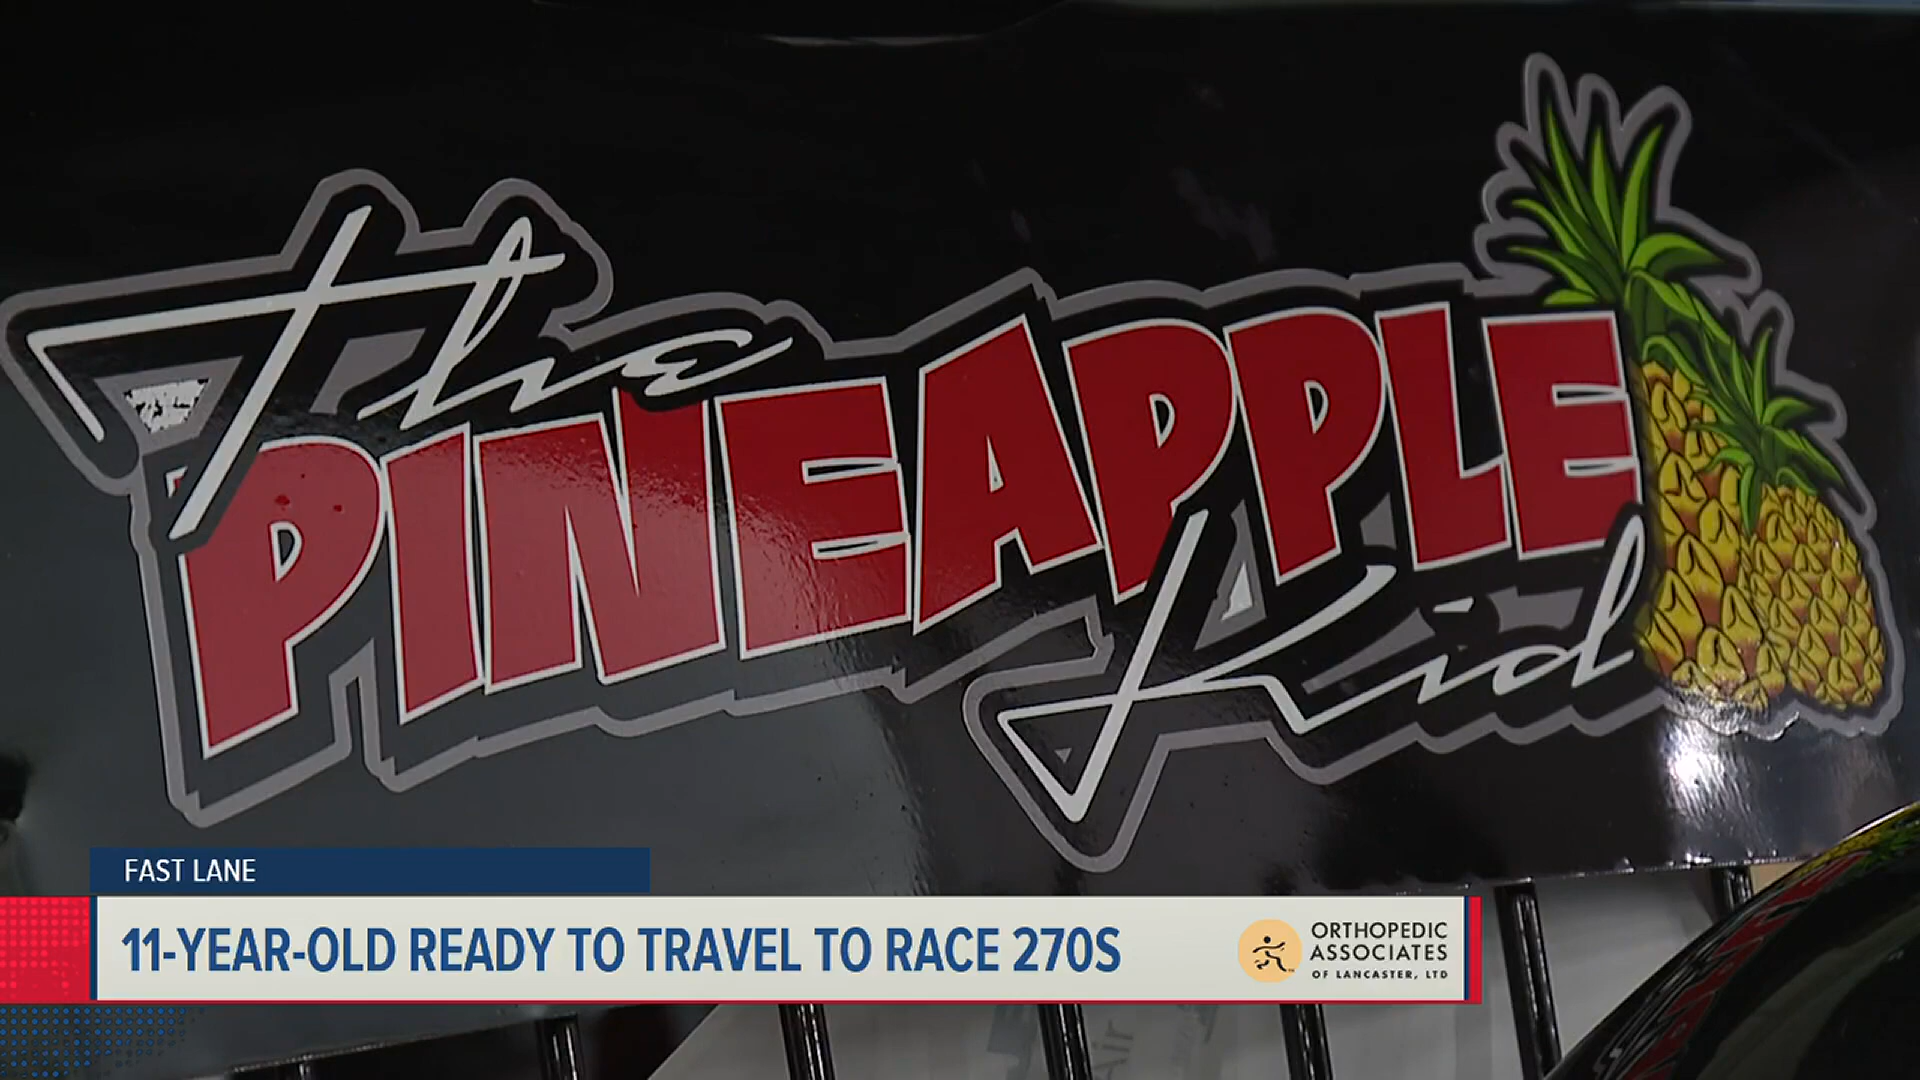 The
PINEAPPLE
Kid
FAST LANE
11-YEAR-OLD READY TO TRAVEL TO RACE 270S
ORTHOPEDIC
ASSOCIATES
OF LANCASTER, LTD
Air